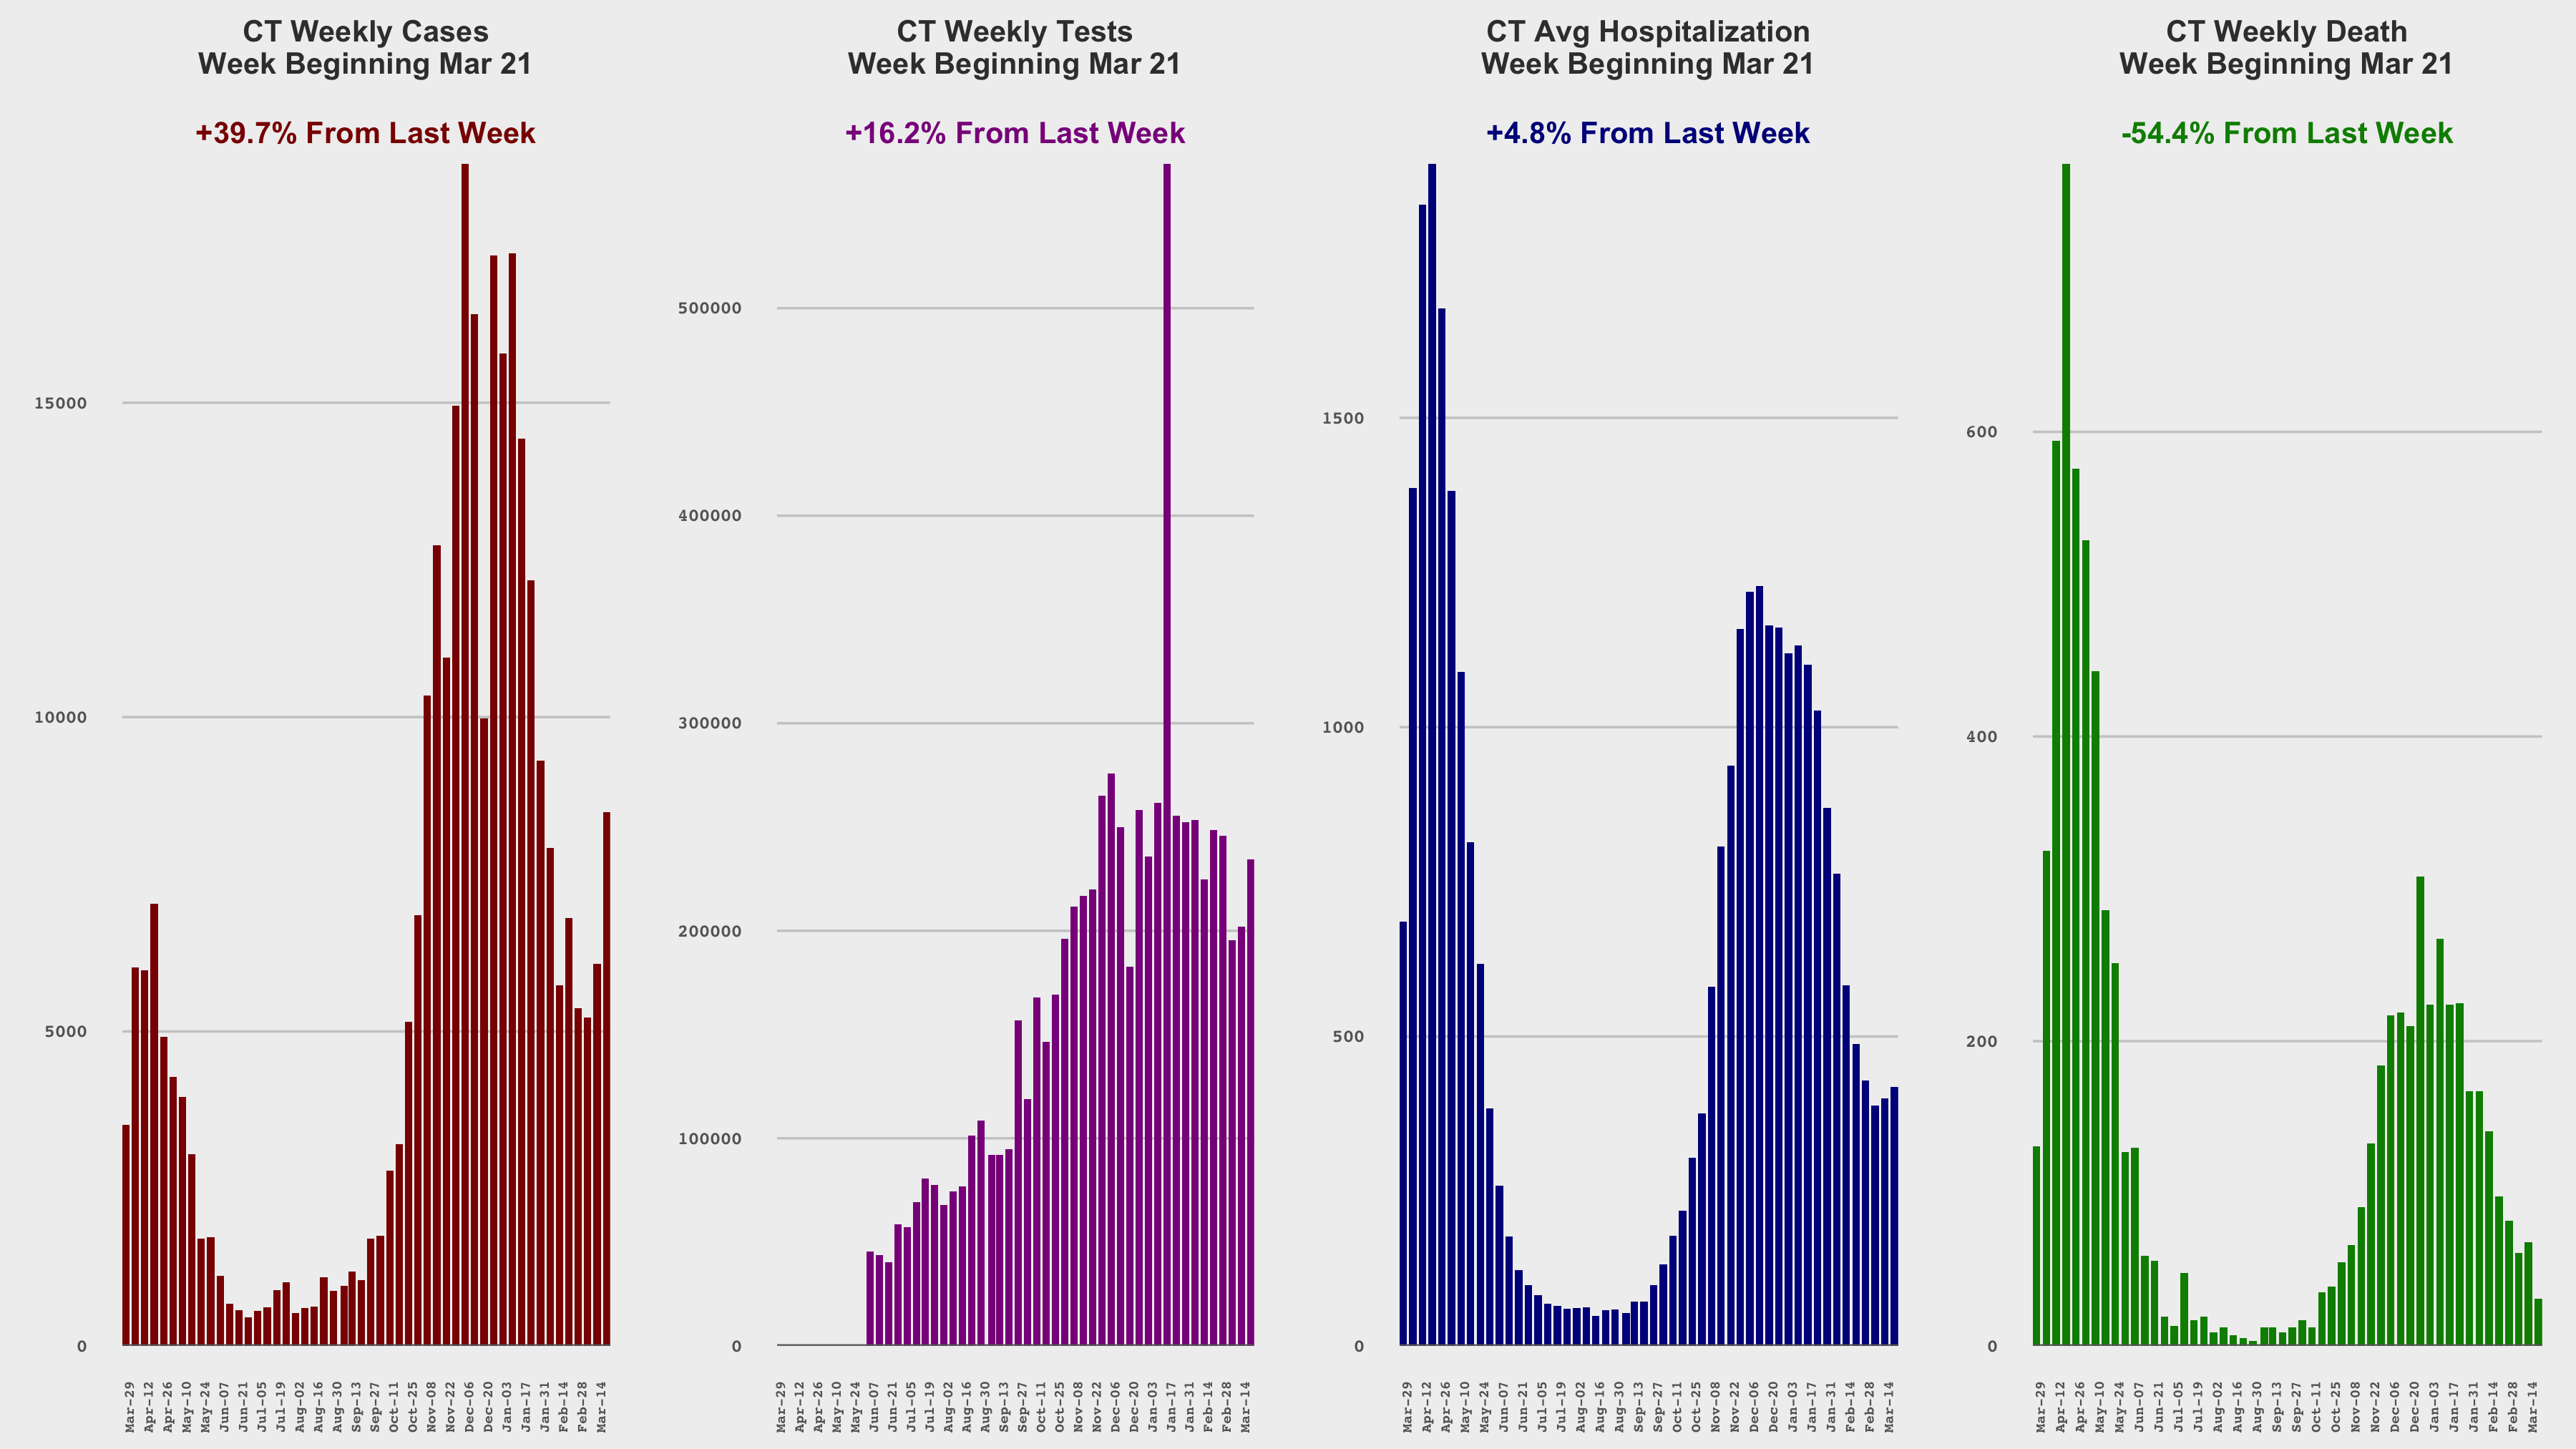 CT Weekly Cases
Week Beginning Mar 21
+39.7% From Last Week
15000
10000
5000
0
Mar-29
Apr-12
Apr-26
May-10
May-24
Jun-07
Jun-21
Jul-05
Jul-19
Aug-02
Aug-16
Aug-30
Sep-13
Sep-27
Oct-11
Oct-25
Nov-08
Nov-22
Dec-06
Dec-20
Jan-03
Jan-17
Jan-31
Feb-14
Feb-28
Mar-14
CT Weekly Tests
Week Beginning Mar 21
+16.2% From Last Week
500000
400000
300000
200000
100000
0
Mar-29
Apr-12
Apr-26
May-10
May-24
Jun-07
Jun-21
Jul-05
Jul-19
Aug-02
Aug-16
Aug-30
Sep-13
Sep-27
Oct-11
Oct-25
Nov-08
Nov-22
Dec-06
Dec-20
Jan-03
Jan-17
Jan-31
Feb-14
Feb-28
Mar-14
CT Avg Hospitalization
Week Beginning Mar 21
+4.8% From Last Week
1500
1000
500
0
Mar-29
Apr-12
Apr-26
May-10
May-24
Jun-07
Jun-21
Jul-05
Jul-19
Aug-02
Aug-16
Aug-30
Sep-13
Sep-27
Oct-11
Oct-25
Nov-08
Nov-22
Dec-06
Dec-20
Jan-03
Jan-17
Jan-31
Feb-14
Feb-28
Mar-14
CT Weekly Death
Week Beginning Mar 21
-54.4% From Last Week
600
400
200
0
Mar-29
Apr-12
Apr-26
May-10
May-24
Jun-07
Jun-21
Jul-05
Jul-19
Aug-02
Aug-16
Aug-30
Sep-13
Sep-27
Oct-11
Oct-25
Nov-08
Nov-22
Dec-06
Dec-20
Jan-03
Jan-17
Jan-31
Feb-14
Feb-28
Mar-14